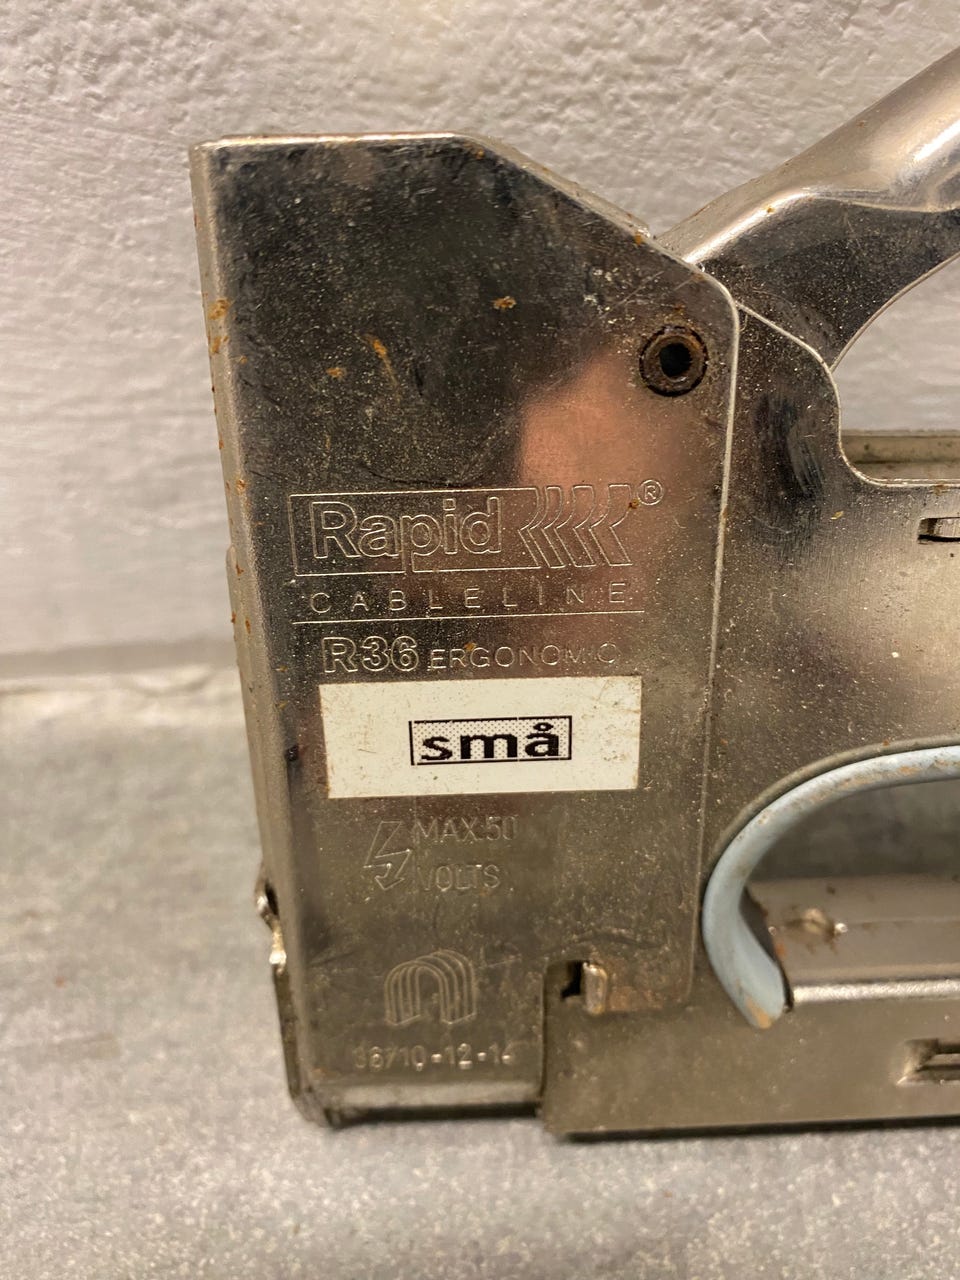 Rapid ®
CABLELINE
R36 ERGONOMIC
små
MAX.50
VOLTS
36/10-12-14